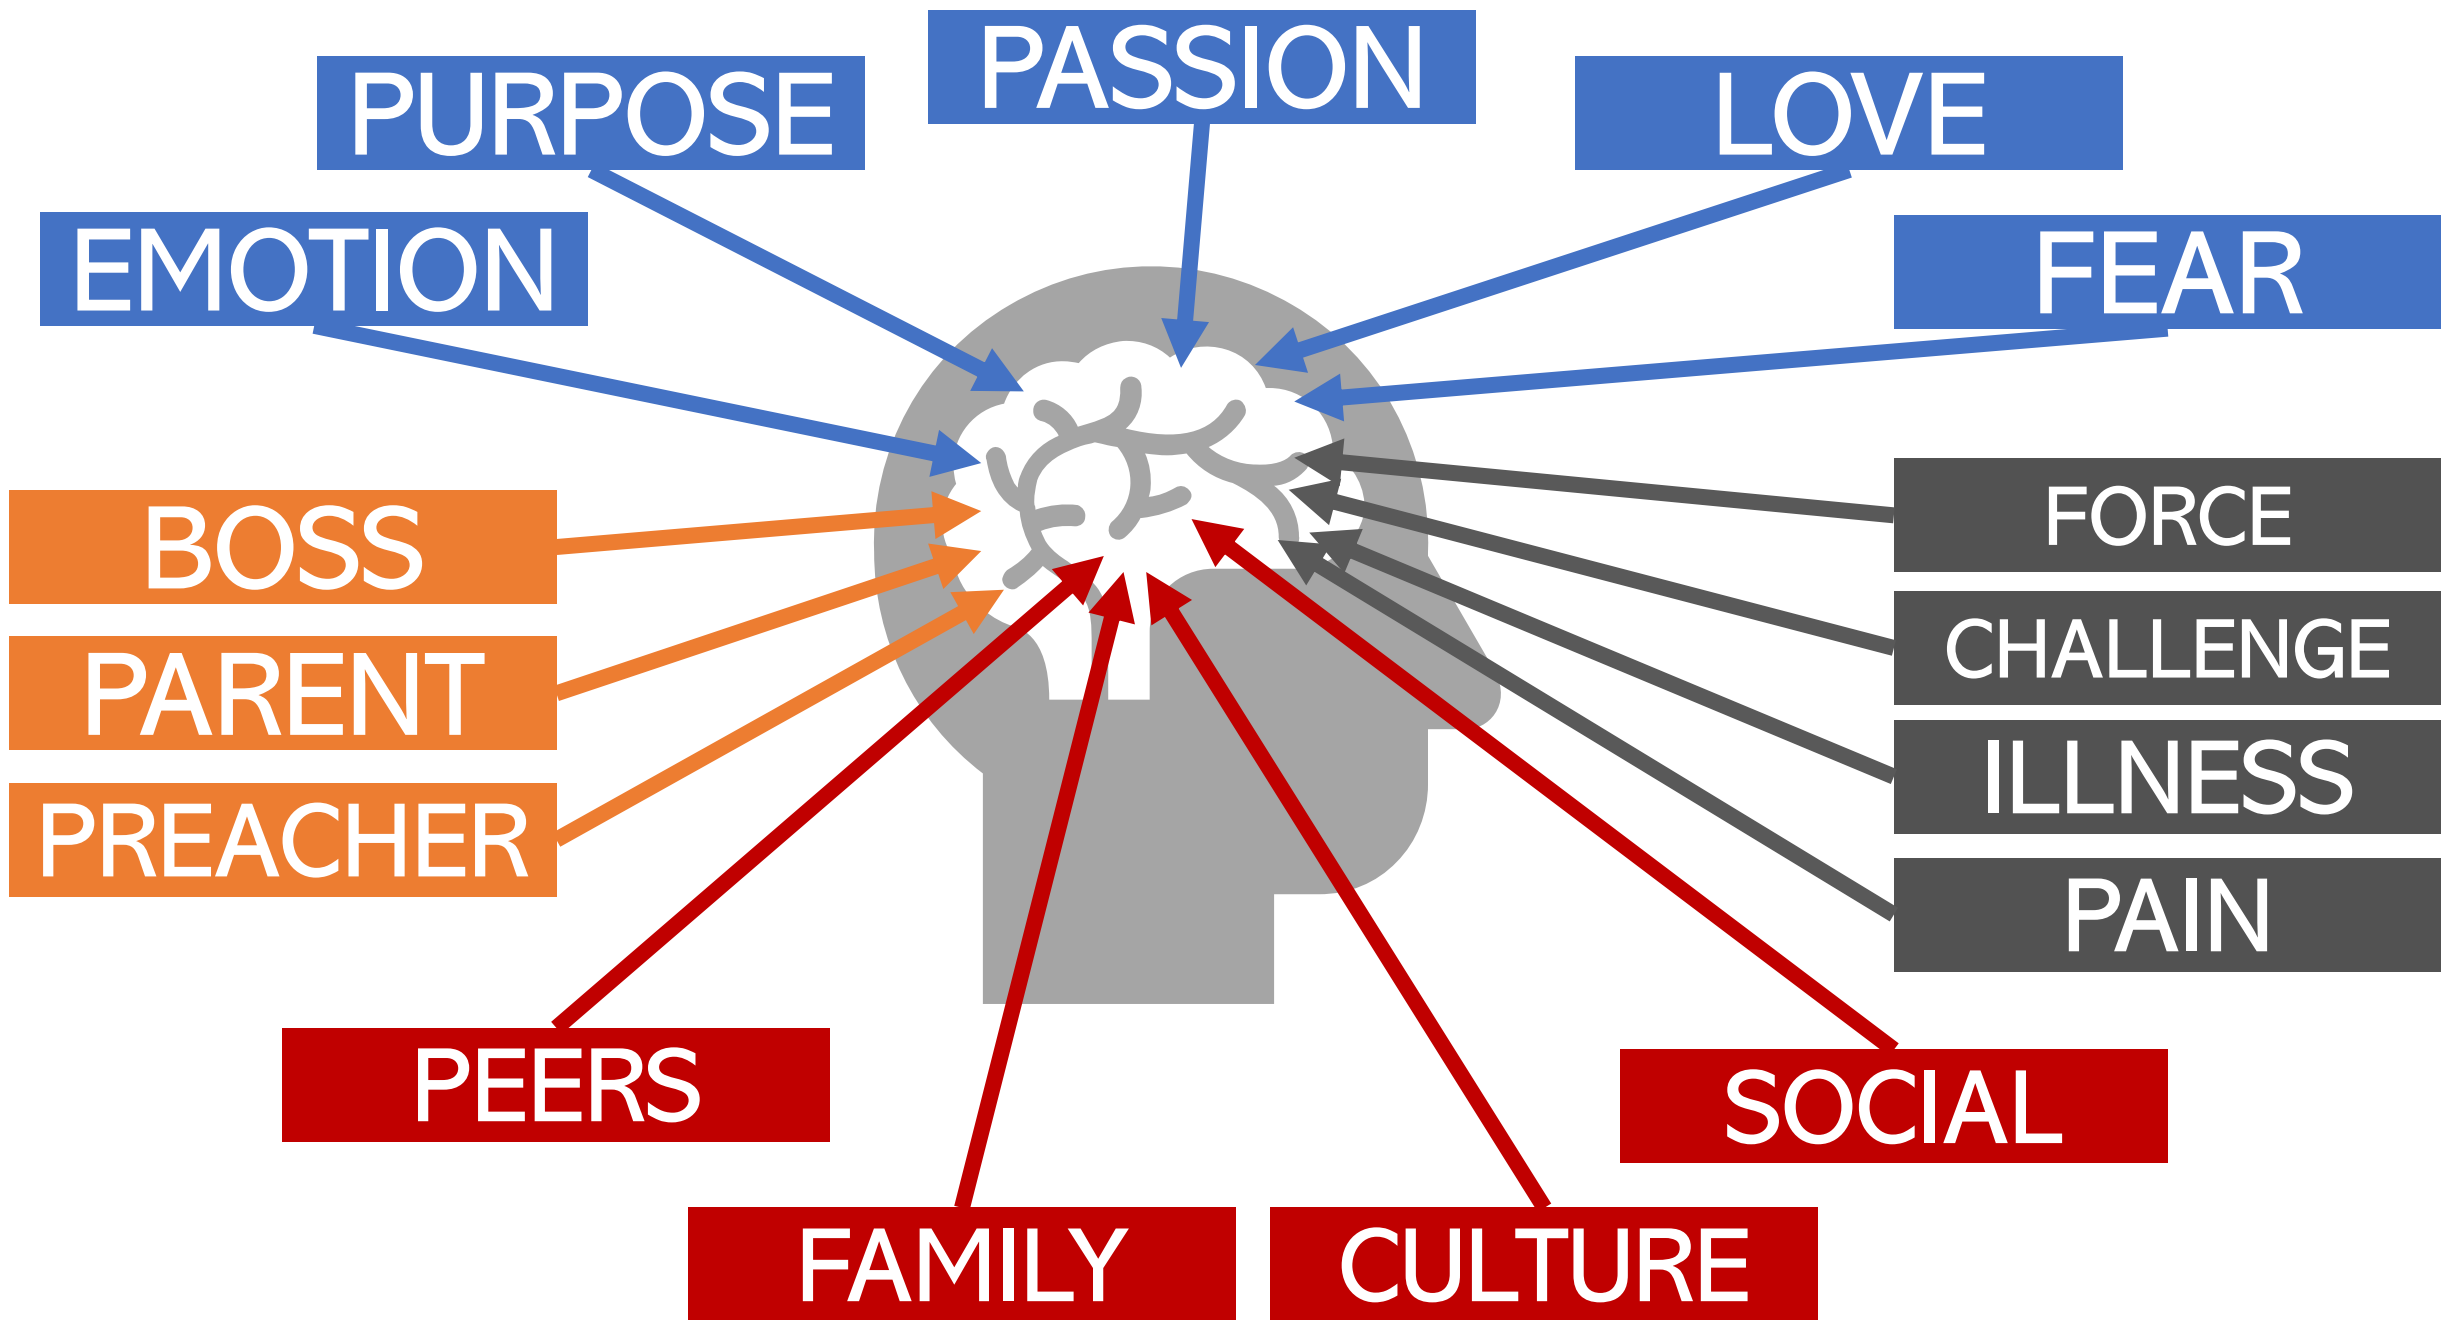 PASSION
PURPOSE
LOVE
EMOTION
FEAR
BOSS
FORCE
PARENT
CHALLENGE
PREACHER
ILLNESS
PAIN
PEERS
SOCIAL
FAMILY
CULTURE